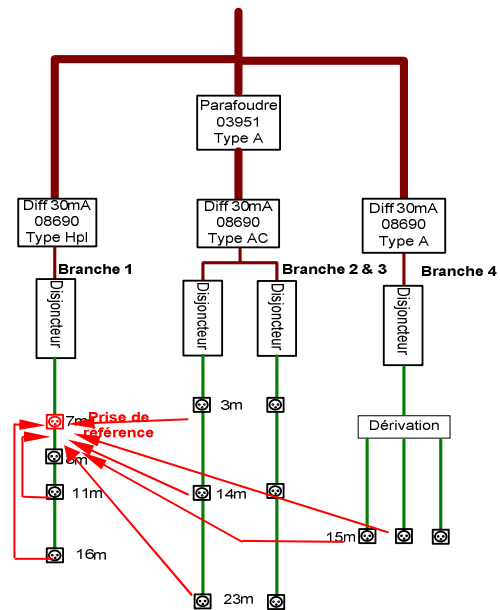 Parafoudre
03951
Type A
Diff 30mA
08690
Type Hpl
Diff 30mA
08690
Type AC
Diff 30mA
08690
Type A
Branche 1
Branche 2 & 3
Branche 4
Disjoncteur
Disjoncteur
Disjoncteur
Disjoncteur
7m
Prise de
référence
3m
Dérivation
11m
14m
15m
16m
23m